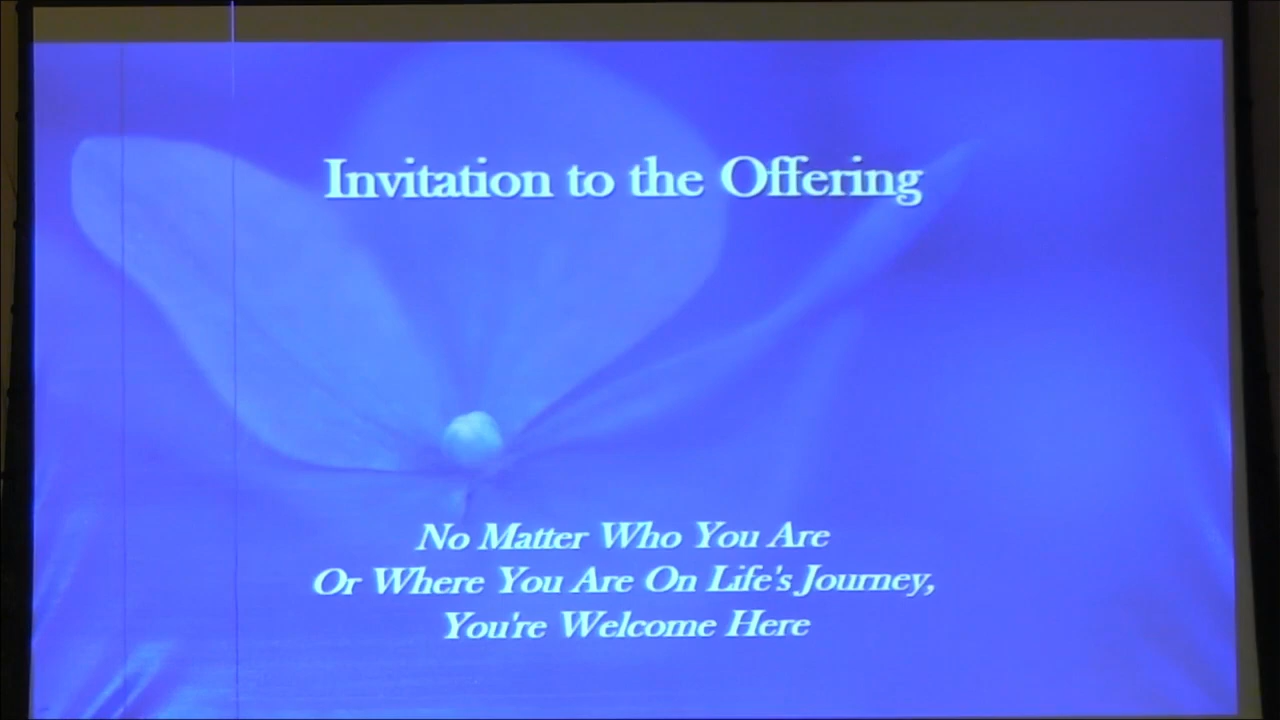 Invitation to the Offering
No Matter Who You Are
Or Where You Are On Life's Journey,
You're Welcome Here